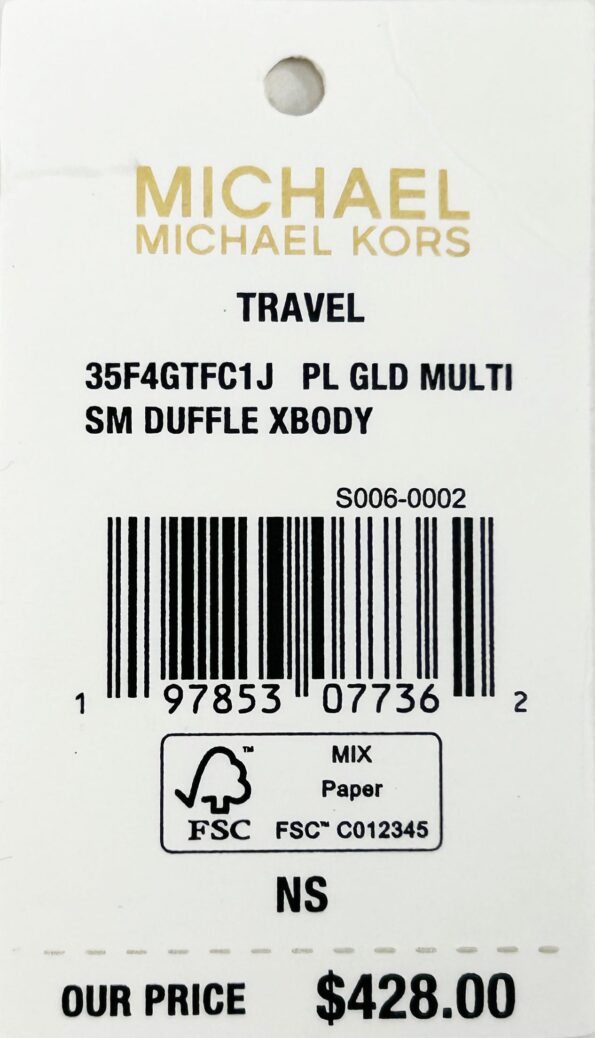 MICHAEL
MICHAEL KORS
TRAVEL
35F4GTFC1J PL GLD MULTI
SM DUFFLE XBODY
S006-0002
1 97853 07736 2
MIX
Paper
FSC™ C012345
™
FSC
NS
OUR PRICE $428.00